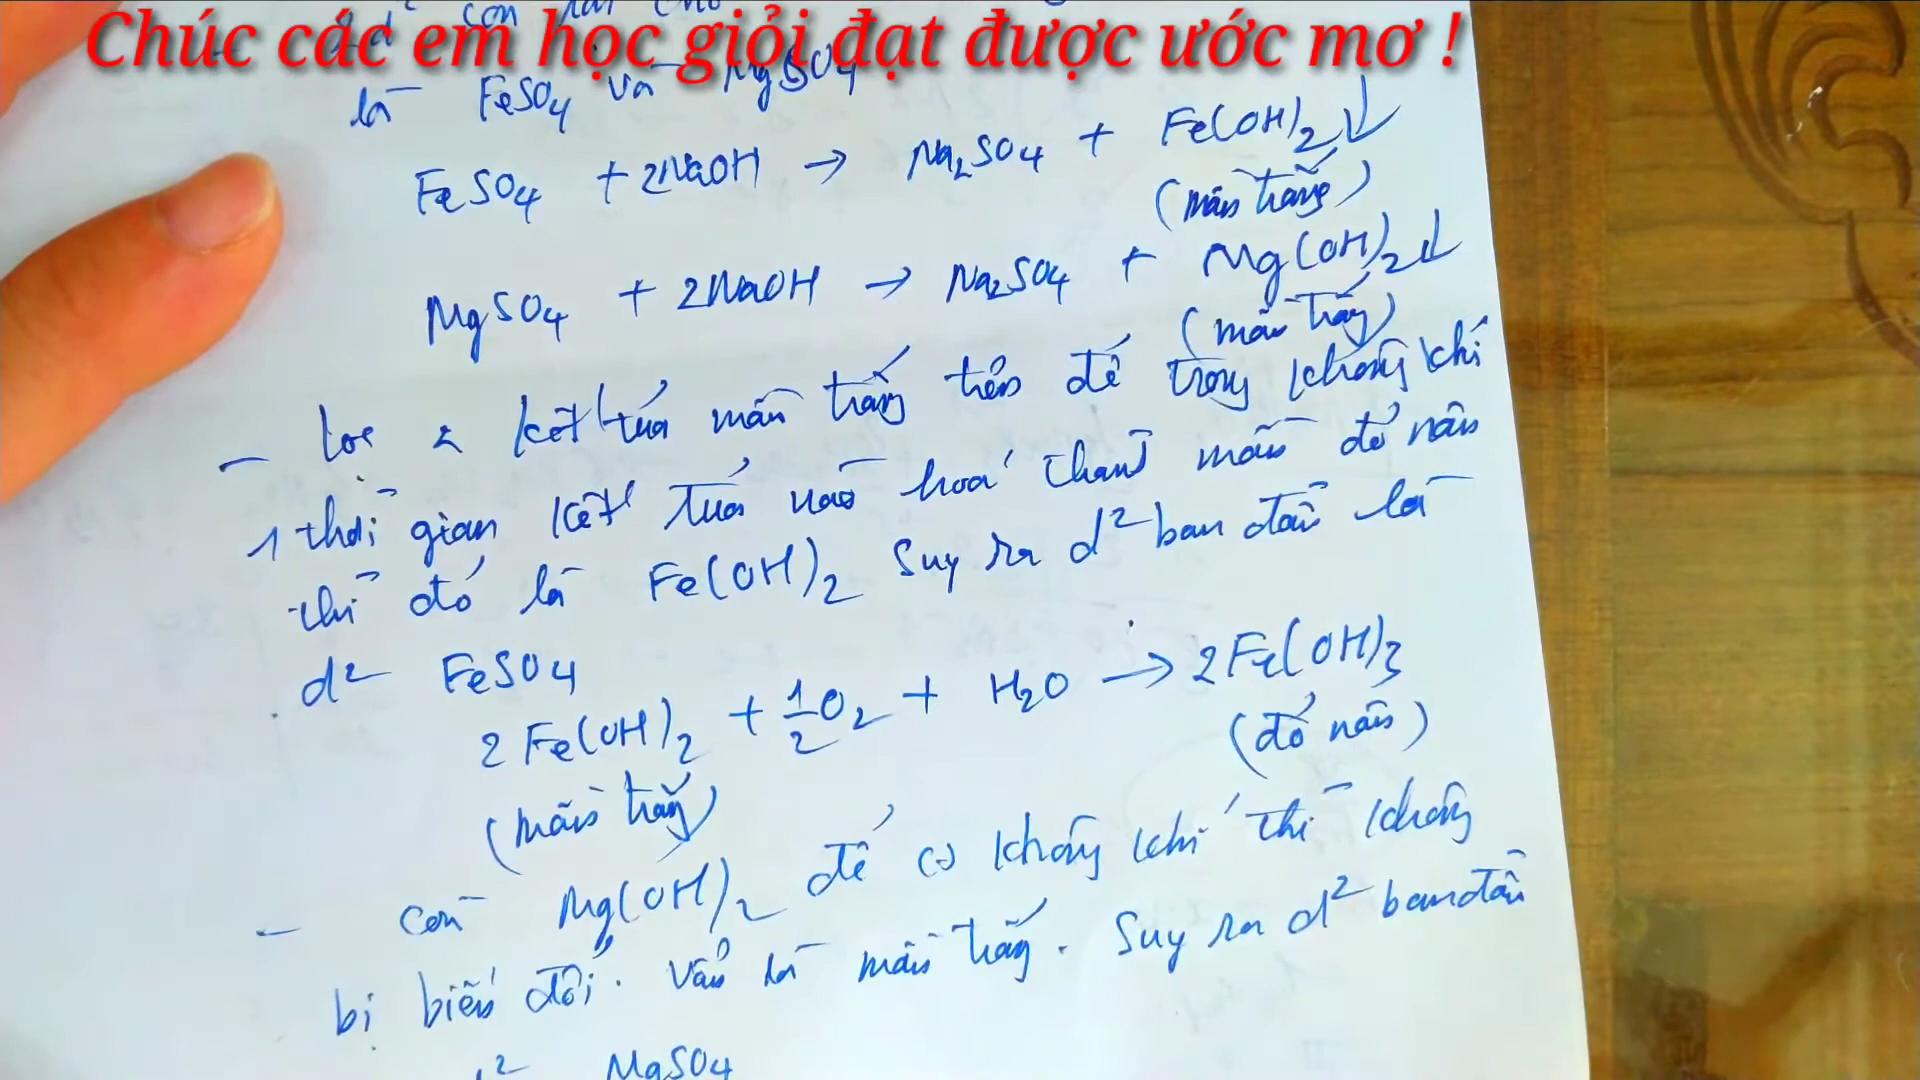 Chúc các em học giỏi đạt được ước mơ !
là FeSO4 và MgSO4
FeSO4 + 2NaOH → Na2SO4 + Fe(OH)2↓
(màu trắng)
MgSO4 + 2NaOH → Na2SO4 + Mg(OH)2↓
(màu trắng)
- Lọc 2 kết tủa màu trắng trên để trong không khí
1 thời gian kết tủa nào hoá thành màu đỏ nâu
thì đó là Fe(OH)2 Suy ra d² ban đầu là
d² FeSO4
2Fe(OH)2 + 1/2O2 + H2O → 2Fe(OH)3
(màu trắng) (đỏ nâu)
- còn Mg(OH)2 để không khí thì không
bị biến đổi. Vẫn là màu trắng. Suy ra d² ban đầu
d² MgSO4